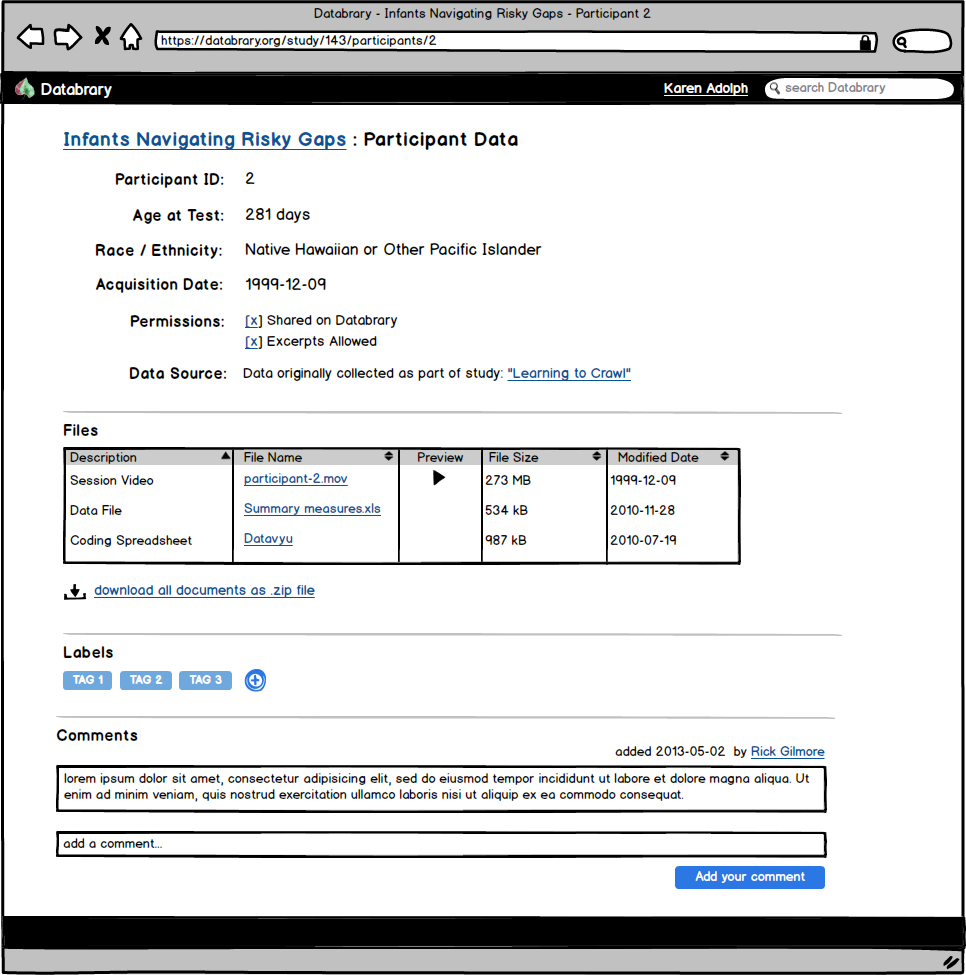 Databrary - Infants Navigating Risky Gaps - Participant 2
https://databrary.org/study/143/participants/2
Databrary
Karen Adolph
search Databrary
Infants Navigating Risky Gaps : Participant Data
Participant ID: 2
Age at Test: 281 days
Race / Ethnicity: Native Hawaiian or Other Pacific Islander
Acquisition Date: 1999-12-09
Permissions: [x] Shared on Databrary
[x] Excerpts Allowed
Data Source: Data originally collected as part of study: "Learning to Crawl"
Files
Description File Name Preview File Size Modified Date
Session Video participant-2.mov 273 MB 1999-12-09
Data File Summary measures.xls 534 kB 2010-11-28
Coding Spreadsheet Datavyu 987 kB 2010-07-19
download all documents as .zip file
Labels
TAG 1 TAG 2 TAG 3
Comments
added 2013-05-02 by Rick Gilmore
lorem ipsum dolor sit amet, consectetur adipisicing elit, sed do eiusmod tempor incididunt ut labore et dolore magna aliqua. Ut
enim ad minim veniam, quis nostrud exercitation ullamco laboris nisi ut aliquip ex ea commodo consequat.
add a comment...
Add your comment